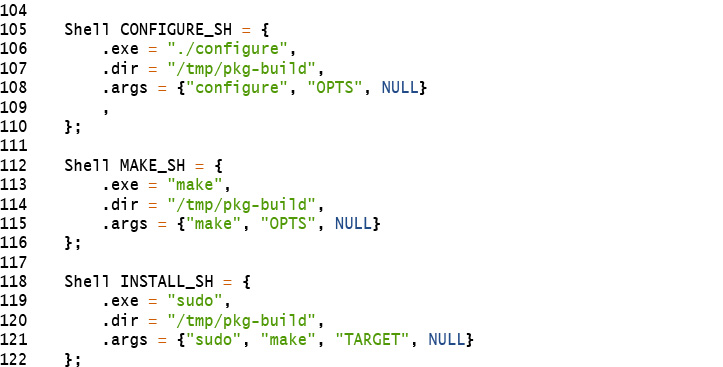 104
105    Shell CONFIGURE_SH = {
106        .exe = "./configure",
107        .dir = "/tmp/pkg-build",
108        .args = {"configure", "OPTS", NULL}
109        ,
110    };
111
112    Shell MAKE_SH = {
113        .exe = "make",
114        .dir = "/tmp/pkg-build",
115        .args = {"make", "OPTS", NULL}
116    };
117
118    Shell INSTALL_SH = {
119        .exe = "sudo",
120        .dir = "/tmp/pkg-build",
121        .args = {"sudo", "make", "TARGET", NULL}
122    };